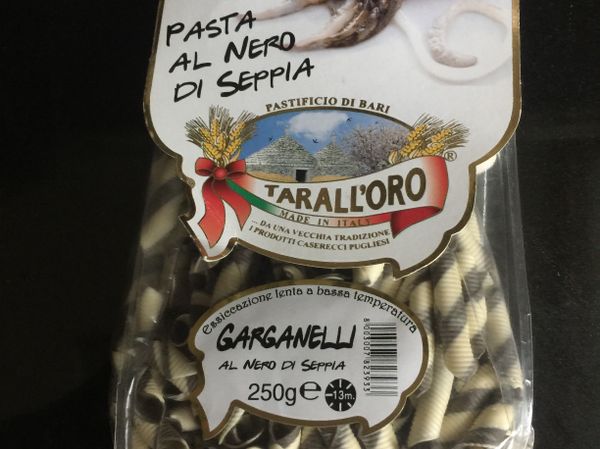 PASTA
AL NERO
DI SEPPIA
PASTIFICIO DI BARI
TARALL'ORO
®
MADE IN ITALY
...DA UNA VECCHIA TRADIZIONE
I PRODOTTI CASERECCI PUGLIESI
Essiccazione lenta a bassa temperatura
GARGANELLI
AL NERO DI SEPPIA
250g e 13m.
8003007823933